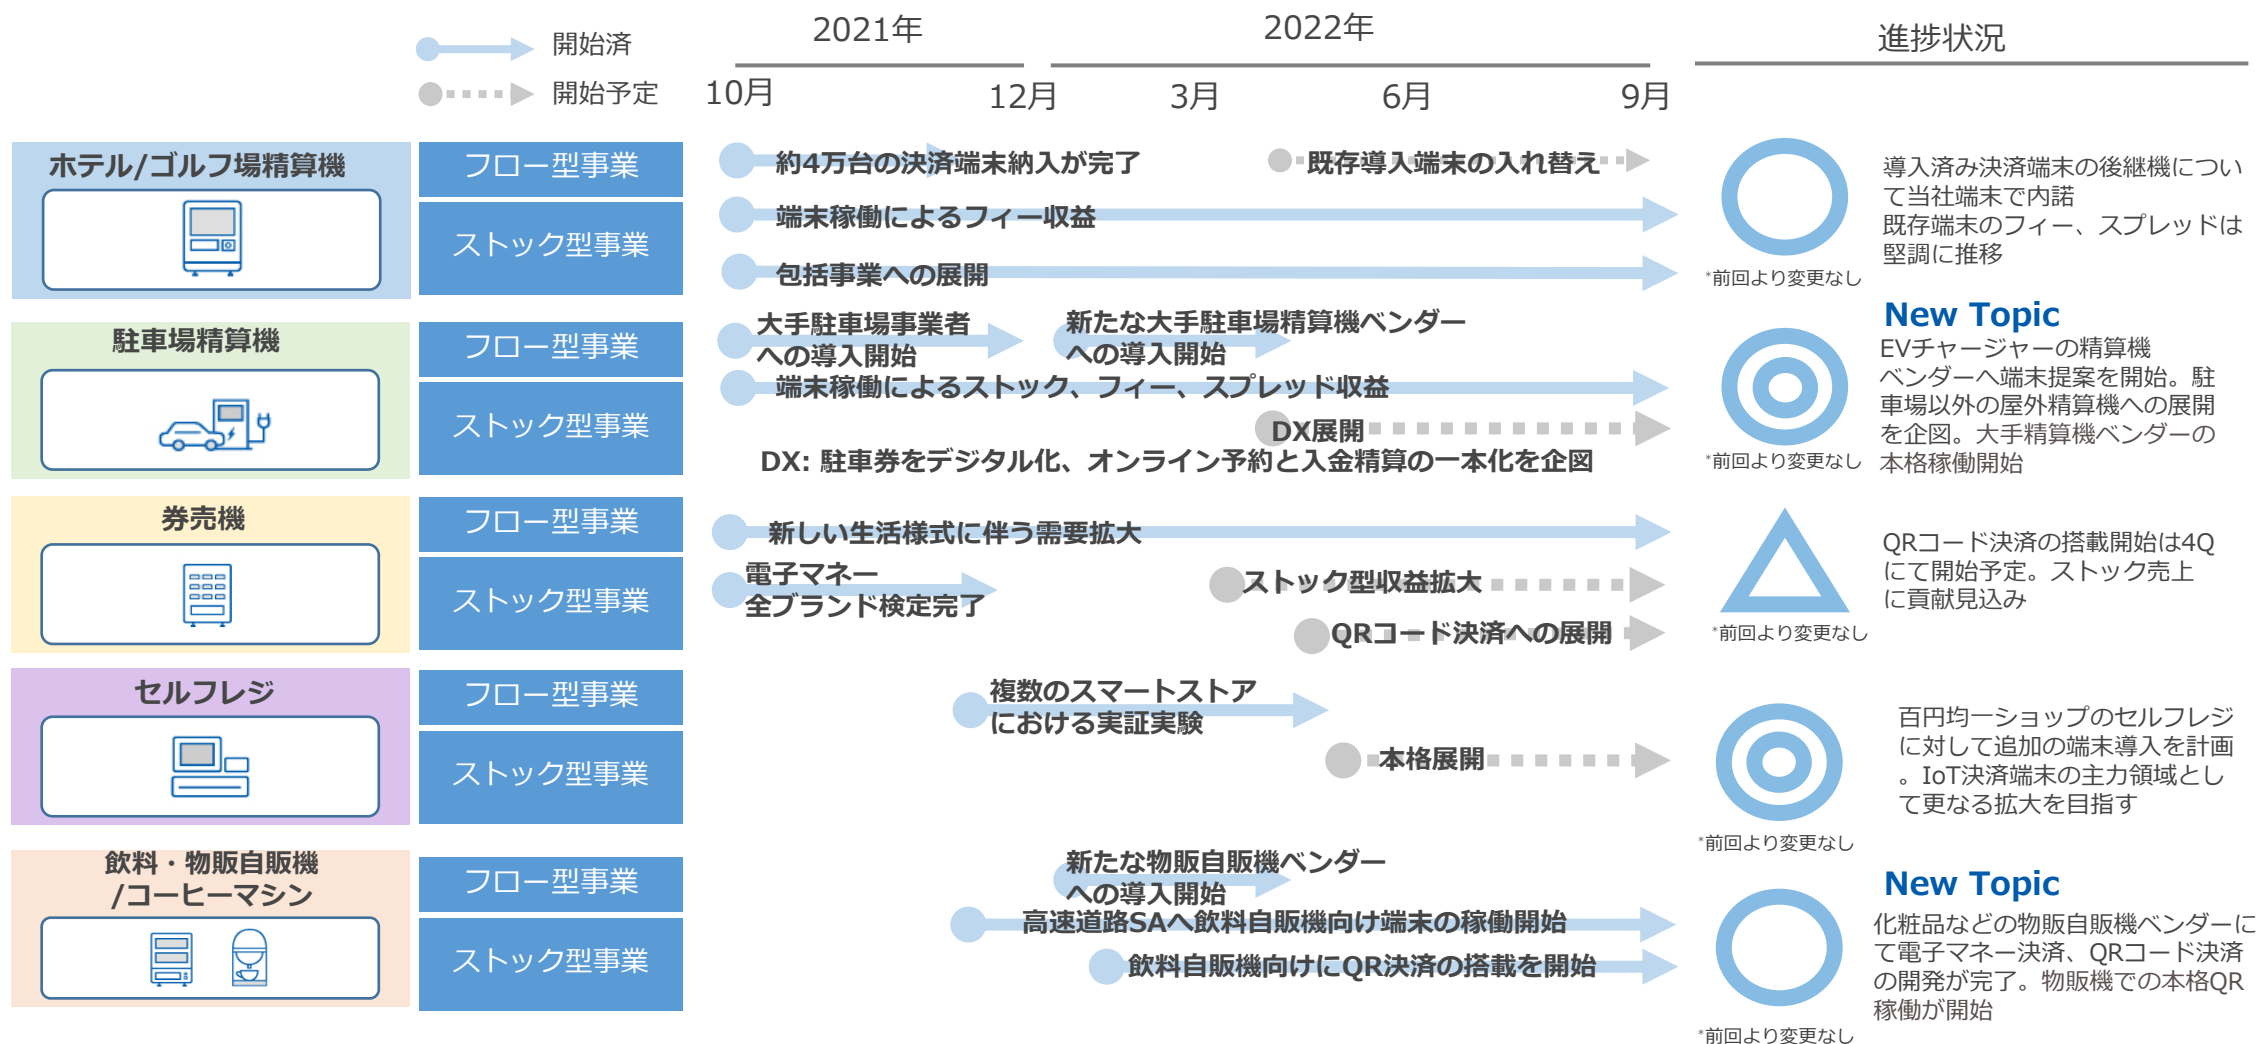 開始済
開始予定
2021年
2022年
進捗状況
10月
12月
3月
6月
9月
ホテル/ゴルフ場精算機
フロー型事業
ストック型事業
約4万台の決済端末納入が完了
既存導入端末の入れ替え
端末稼働によるフィー収益
包括事業への展開
導入済み決済端末の後継機につい
て当社端末で内諾
既存端末のフィー、スプレッドは
堅調に推移
*前回より変更なし
駐車場精算機
フロー型事業
ストック型事業
大手駐車場事業者
への導入開始
新たな大手駐車場精算機ベンダー
への導入開始
端末稼働によるストック、フィー、スプレッド収益
DX展開
DX: 駐車券をデジタル化、オンライン予約と入金精算の一本化を企図
New Topic
EVチャージャーの精算機
ベンダーへ端末提案を開始。駐
車場以外の屋外精算機への展開
を企図。大手精算機ベンダーの
本格稼働開始
*前回より変更なし
券売機
フロー型事業
ストック型事業
新しい生活様式に伴う需要拡大
電子マネー
全ブランド検定完了
ストック型収益拡大
QRコード決済への展開
QRコード決済の搭載開始は4Q
にて開始予定。ストック売上
に貢献見込み
*前回より変更なし
セルフレジ
フロー型事業
ストック型事業
複数のスマートストア
における実証実験
本格展開
百円均一ショップのセルフレジ
に対して追加の端末導入を計画
。IoT決済端末の主力領域とし
て更なる拡大を目指す
*前回より変更なし
飲料・物販自販機
/コーヒーマシン
フロー型事業
ストック型事業
新たな物販自販機ベンダー
への導入開始
高速道路SAへ飲料自販機向け端末の稼働開始
飲料自販機向けにQR決済の搭載を開始
New Topic
化粧品などの物販自販機ベンダーに
て電子マネー決済、QRコード決済
の開発が完了。物販機での本格QR
稼働が開始
*前回より変更なし